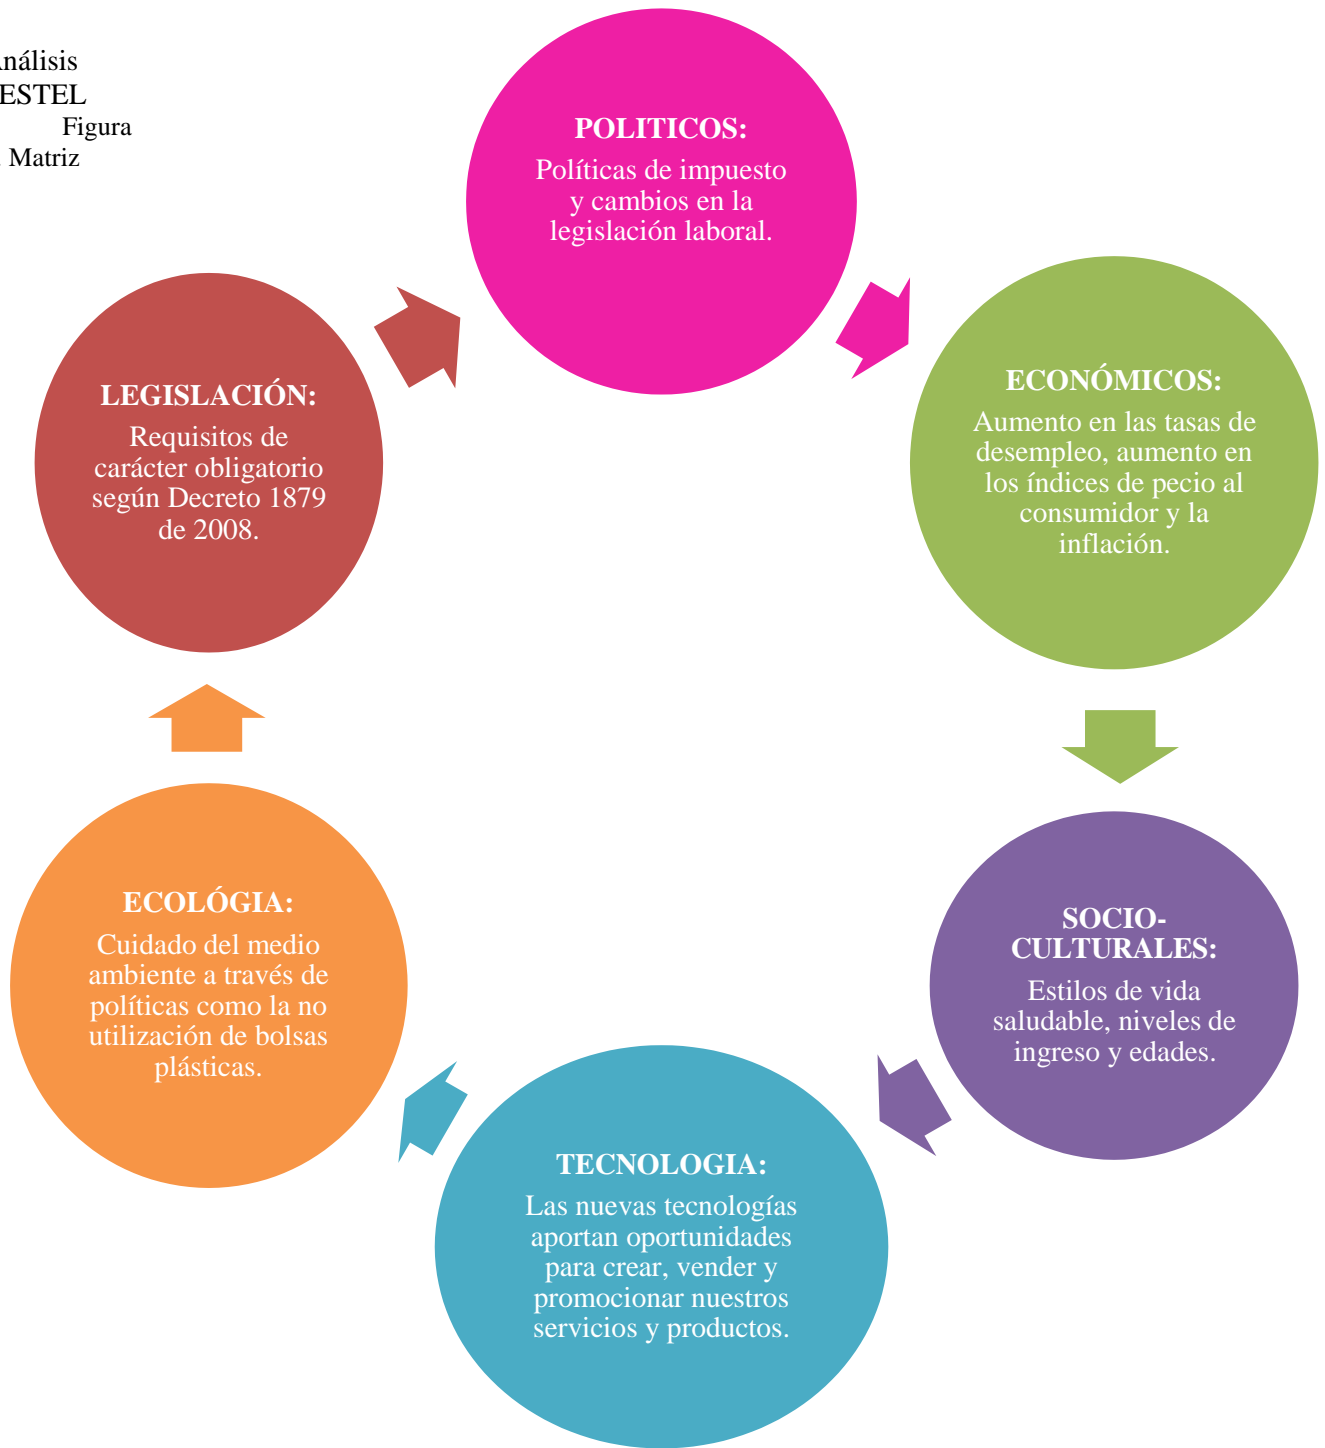 nálisis
ESTEL
Figura
. Matriz
POLITICOS:
Políticas de impuesto
y cambios en la
legislación laboral.
ECONÓMICOS:
Aumento en las tasas de
desempleo, aumento en
los índices de pecio al
consumidor y la
inflación.
SOCIO-
CULTURALES:
Estilos de vida
saludable, niveles de
ingreso y edades.
TECNOLOGIA:
Las nuevas tecnologías
aportan oportunidades
para crear, vender y
promocionar nuestros
servicios y productos.
ECOLÓGIA:
Cuidado del medio
ambiente a través de
políticas como la no
utilización de bolsas
plásticas.
LEGISLACIÓN:
Requisitos de
carácter obligatorio
según Decreto 1879
de 2008.